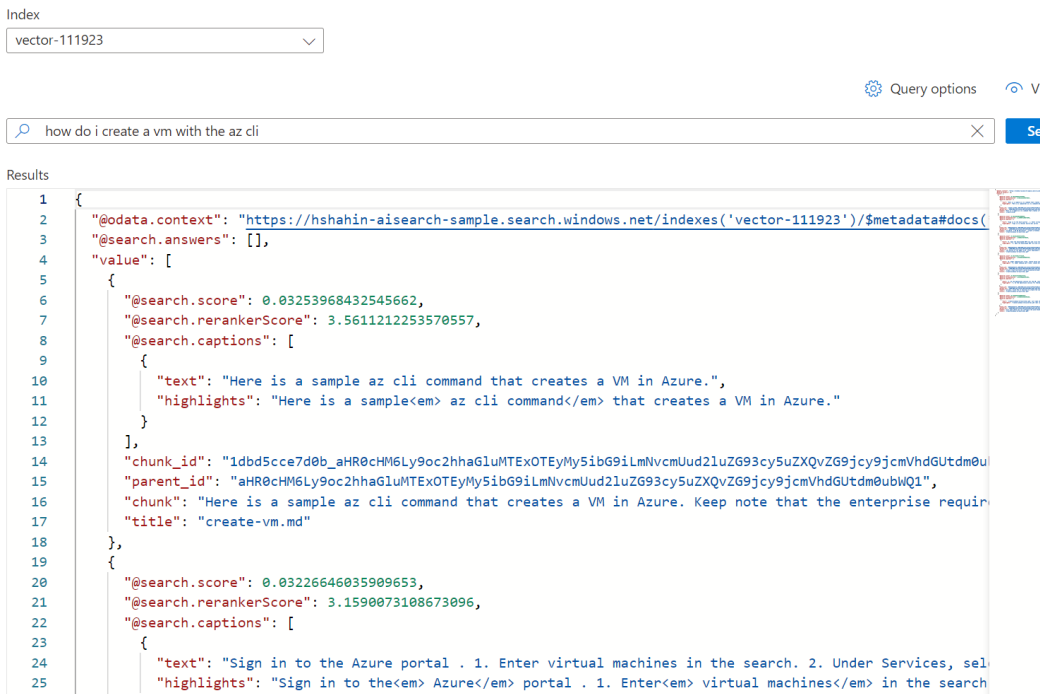 Index
vector-111923
Query options
V
how do i create a vm with the az cli
Se
Results
1 {
2 "@odata.context": "https://hshahin-aisearch-sample.search.windows.net/indexes('vector-111923')/$metadata#docs(
3 "@search.answers": [],
4 "value": [
5 {
6 "@search.score": 0.03253968432545662,
7 "@search.rerankerScore": 3.5611212253570557,
8 "@search.captions": [
9 {
10 "text": "Here is a sample az cli command that creates a VM in Azure.",
11 "highlights": "Here is a sample<em> az cli command</em> that creates a VM in Azure."
12 }
13 ],
14 "chunk_id": "1dbd5cce7d0b_aHR0cHM6Ly9oc2hhaGluMTExOTEyMy5ibG9iLmNvcmUud2luZG93cy5uZXQvZG9jcy9jcmVhdGUtdm0ub
15 "parent_id": "aHR0cHM6Ly9oc2hhaGluMTExOTEyMy5ibG9iLmNvcmUud2luZG93cy5uZXQvZG9jcy9jcmVhdGUtdm0ubWQ1",
16 "chunk": "Here is a sample az cli command that creates a VM in Azure. Keep note that the enterprise requir
17 "title": "create-vm.md"
18 },
19 {
20 "@search.score": 0.03226646035909653,
21 "@search.rerankerScore": 3.1590073108673096,
22 "@search.captions": [
23 {
24 "text": "Sign in to the Azure portal . 1. Enter virtual machines in the search. 2. Under Services, sel
25 "highlights": "Sign in to the<em> Azure</em> portal . 1. Enter<em> virtual machines</em> in the search